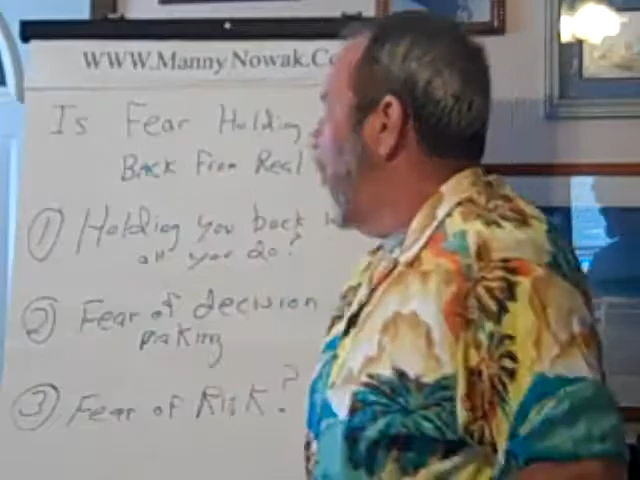 WWW.MannyNowak.Co
Is Fear Holding
Back From Real
① Holding you back
all you do?
② Fear of decision
making
③ Fear of Risk?